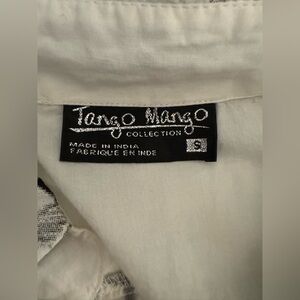 Tango Mango
COLLECTION
MADE IN INDIA
FABRIQUE EN INDE
S